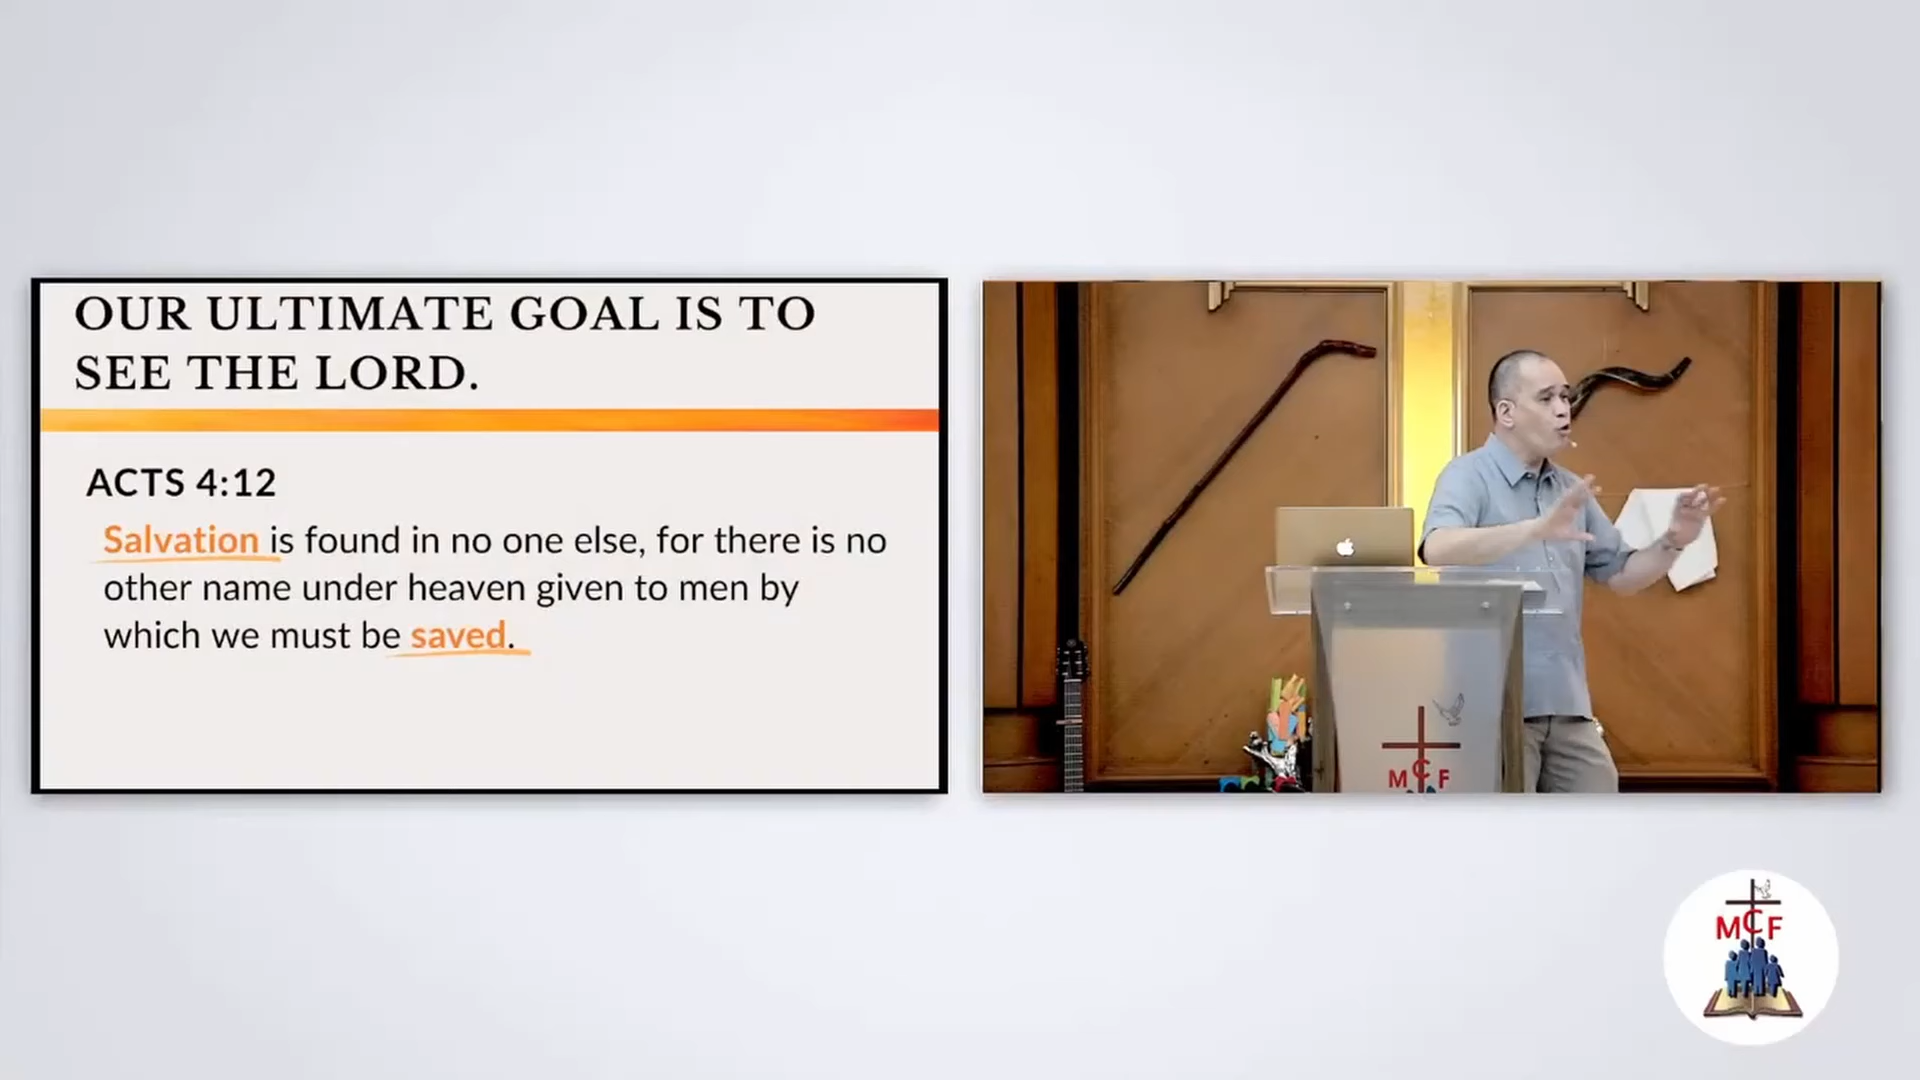 OUR ULTIMATE GOAL IS TO
SEE THE LORD.
ACTS 4:12
Salvation is found in no one else, for there is no
other name under heaven given to men by
which we must be saved.
MCF
MCF